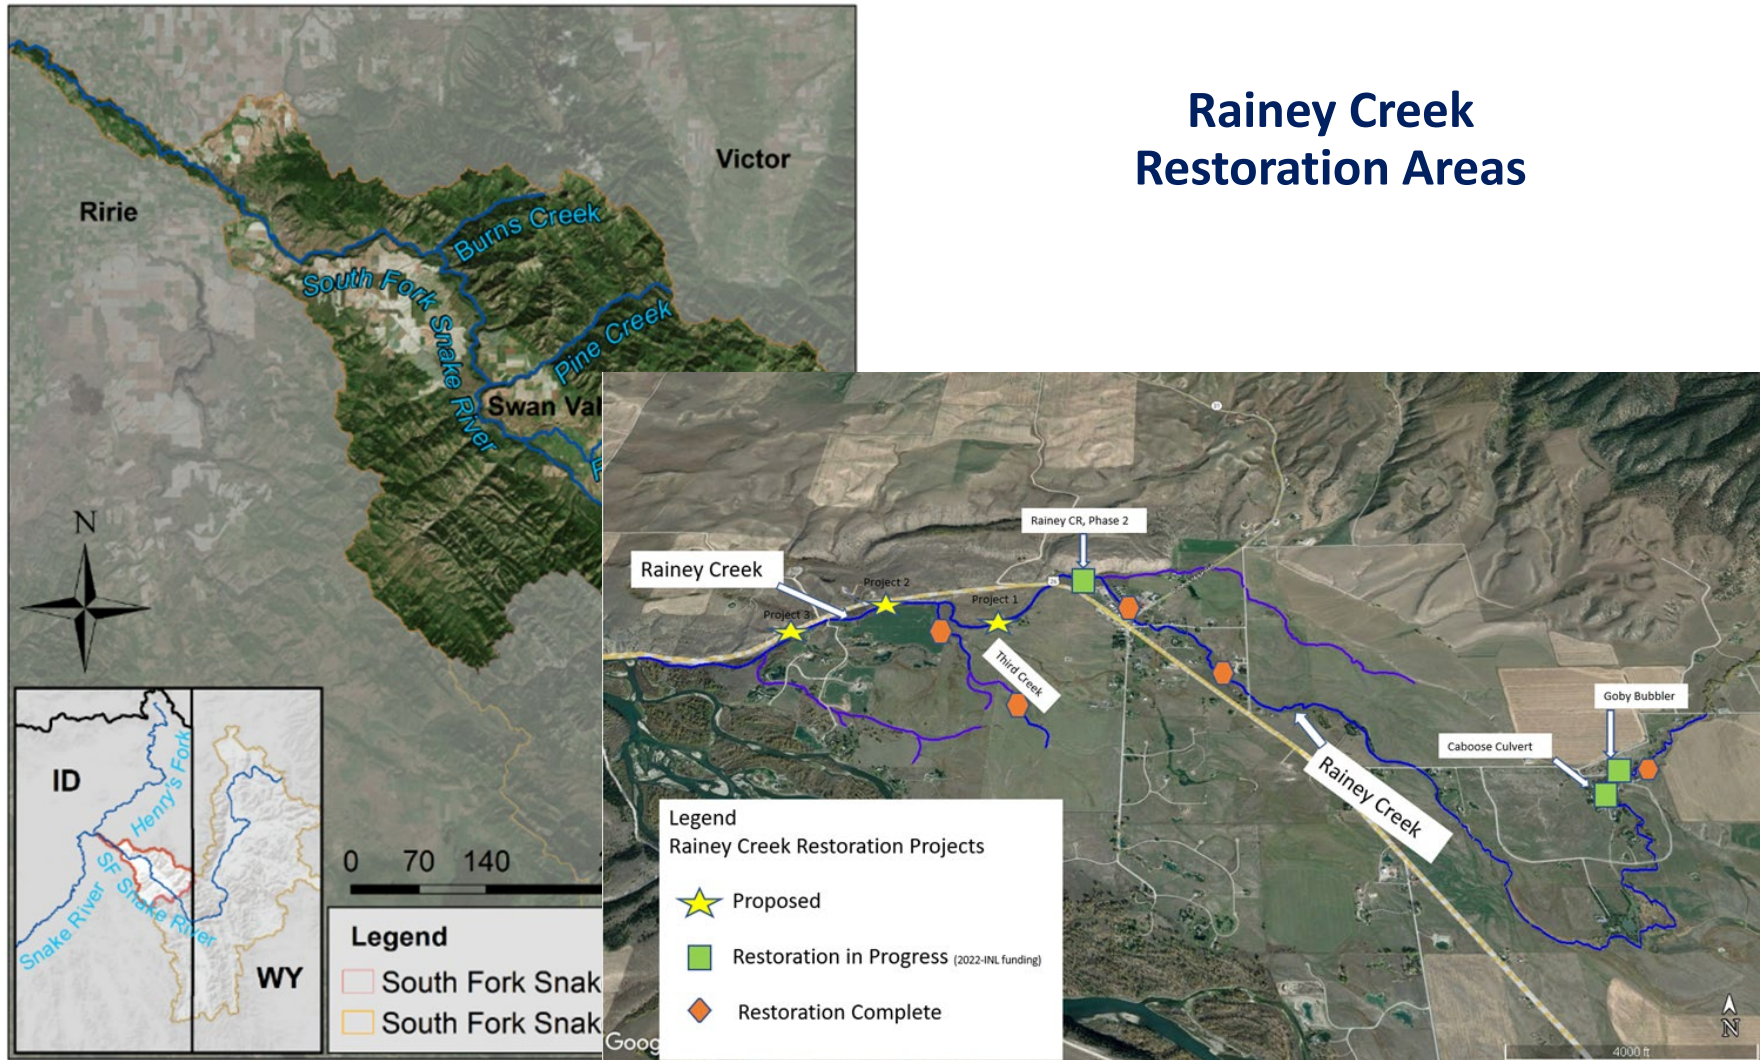 Rainey Creek
Restoration Areas
Victor
Ririe
Burns Creek
South Fork Snake River
Pine Creek
Swan Val
N
ID
Henry's Fork
SF Snake River
Snake River
WY
0 70 140
Legend
South Fork Snak
South Fork Snak
Rainey CR, Phase 2
Rainey Creek
Project 2
Project 1
Project 3
Third Creek
Goby Bubbler
Caboose Culvert
Rainey Creek
Legend
Rainey Creek Restoration Projects
Proposed
Restoration in Progress (2022-INL funding)
Restoration Complete
Goog
N
4000 ft